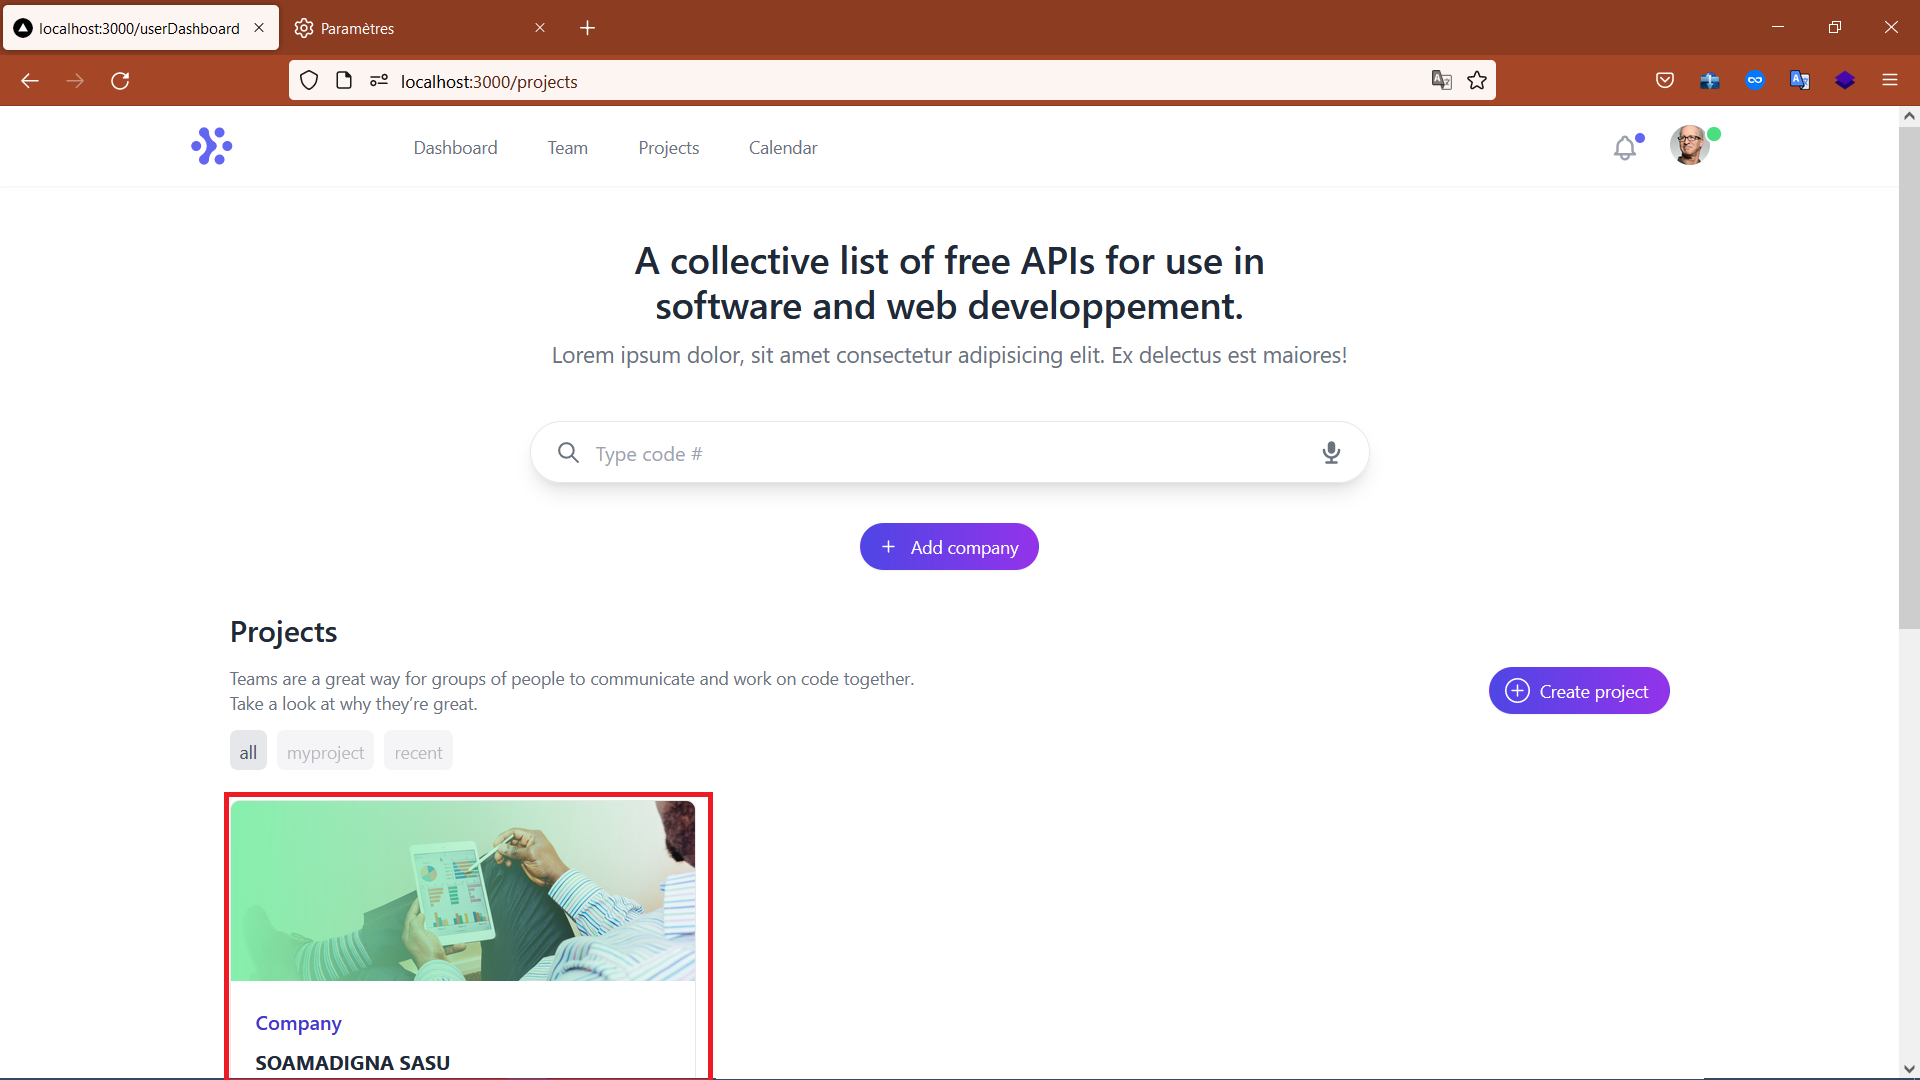 localhost:3000/userDashboard
Paramètres
localhost:3000/projects
Dashboard
Team
Projects
Calendar
A collective list of free APIs for use in
software and web developpement.
Lorem ipsum dolor, sit amet consectetur adipisicing elit. Ex delectus est maiores!
Type code #
+ Add company
Projects
Teams are a great way for groups of people to communicate and work on code together.
Take a look at why they’re great.
Create project
all
myproject
recent
Company
SOAMADIGNA SASU